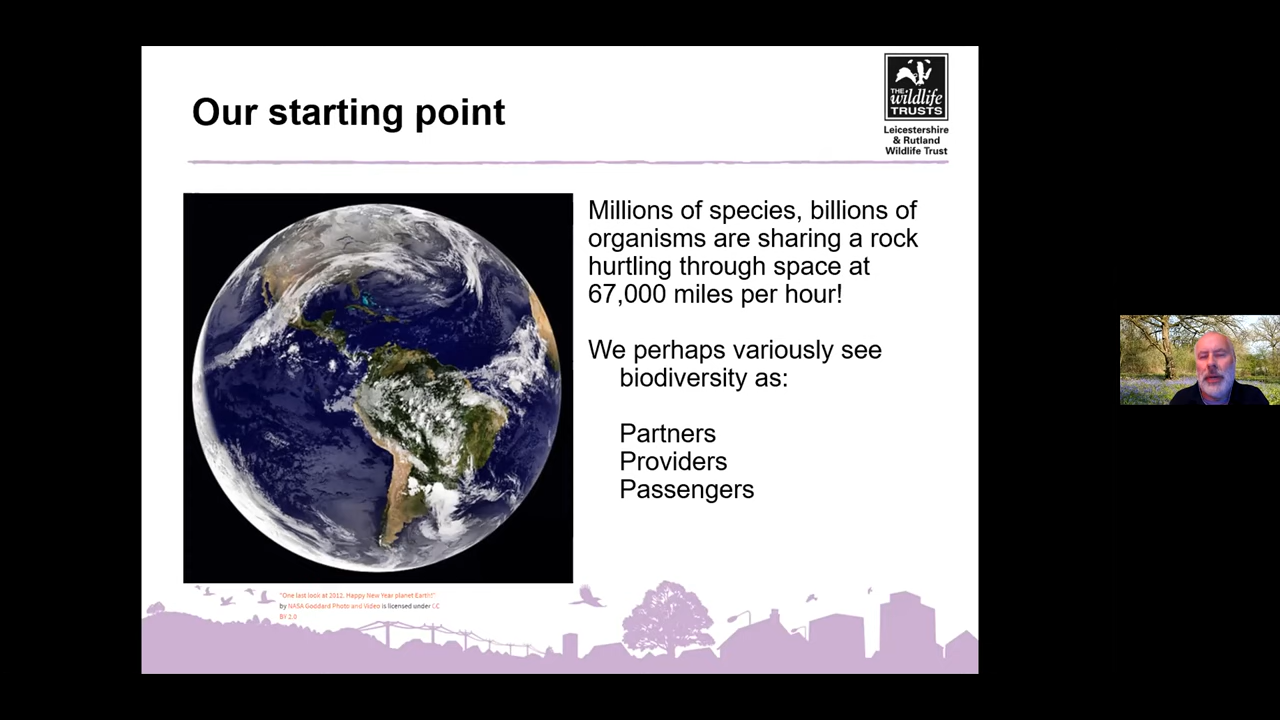 Our starting point
THE
wildlife
TRUSTS
Leicestershire
& Rutland
Wildlife Trust
Millions of species, billions of
organisms are sharing a rock
hurtling through space at
67,000 miles per hour!
We perhaps variously see
biodiversity as:
Partners
Providers
Passengers
"One last look at 2012, Happy New Year planet Earth!"
by NASA Goddard Photo and Video is licensed under CC
BY 2.0